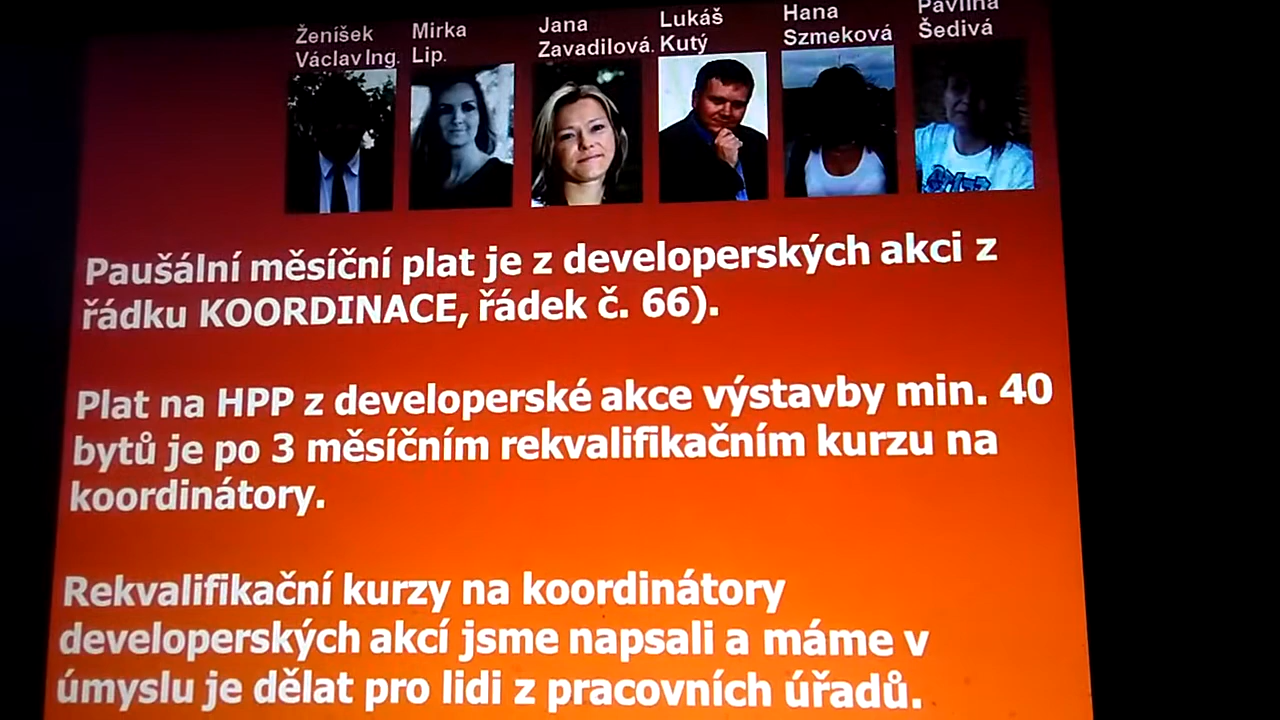 Ženíšek
Václav Ing.
Mirka
Lip.
Jana
Zavadilová.
Lukáš
Kutý
Hana
Szmeková
Pavlína
Šedivá
Paušální měsíční plat je z developerských akci z
řádku KOORDINACE, řádek č. 66).
Plat na HPP z developerské akce výstavby min. 40
bytů je po 3 měsíčním rekvalifikačním kurzu na
koordinátory.
Rekvalifikační kurzy na koordinátory
developerských akcí jsme napsali a máme v
úmyslu je dělat pro lidi z pracovních úřadů.